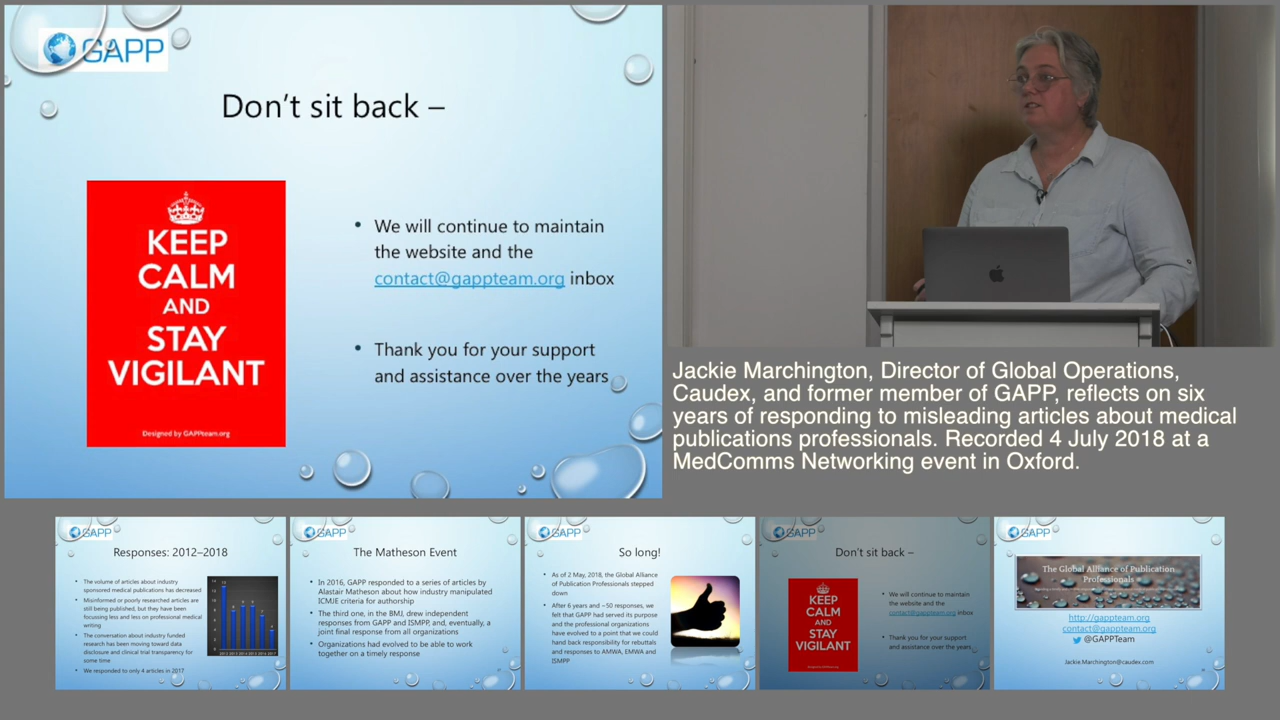 GAPP
Don't sit back –
KEEP
CALM
AND
STAY
VIGILANT
Designed by GAPPteam.org
• We will continue to maintain
the website and the
contact@gappteam.org inbox
• Thank you for your support
and assistance over the years
Jackie Marchington, Director of Global Operations,
Caudex, and former member of GAPP, reflects on six
years of responding to misleading articles about medical
publications professionals. Recorded 4 July 2018 at a
MedComms Networking event in Oxford.
GAPP
Responses: 2012–2018
• The volume of articles about industry
sponsored medical publications has decreased
• Misinformed or poorly researched articles are
still being published, but they have been
focussing less and less on professional medical
writing
• The conversation about industry funded
research has been moving toward data
disclosure and clinical trial transparency for
some time
• We responded to only 4 articles in 2017
GAPP
The Matheson Event
• In 2016, GAPP responded to a series of articles by
Alastair Matheson about how industry manipulated
ICMJE criteria for authorship
• The third one, in the BMJ, drew independent
responses from GAPP and ISMPP, and, eventually, a
joint final response from all organizations
• Organizations had evolved to be able to work
together on a timely response
GAPP
So long!
• As of 2 May, 2018, the Global Alliance
of Publication Professionals stepped
down
• After 6 years and ~50 responses, we
felt that GAPP had served its purpose
and the professional organizations
have evolved to a point that we could
hand back responsibility for rebuttals
and responses to AMWA, EMWA and
ISMPP
GAPP
Don't sit back –
KEEP
CALM
AND
STAY
VIGILANT
• We will continue to maintain
the website and the
contact@gappteam.org inbox
• Thank you for your support
and assistance over the years
GAPP
The Global Alliance of Publication
Professionals
http://gappteam.org
contact@gappteam.org
@GAPPTeam
Jackie.Marchington@caudex.com